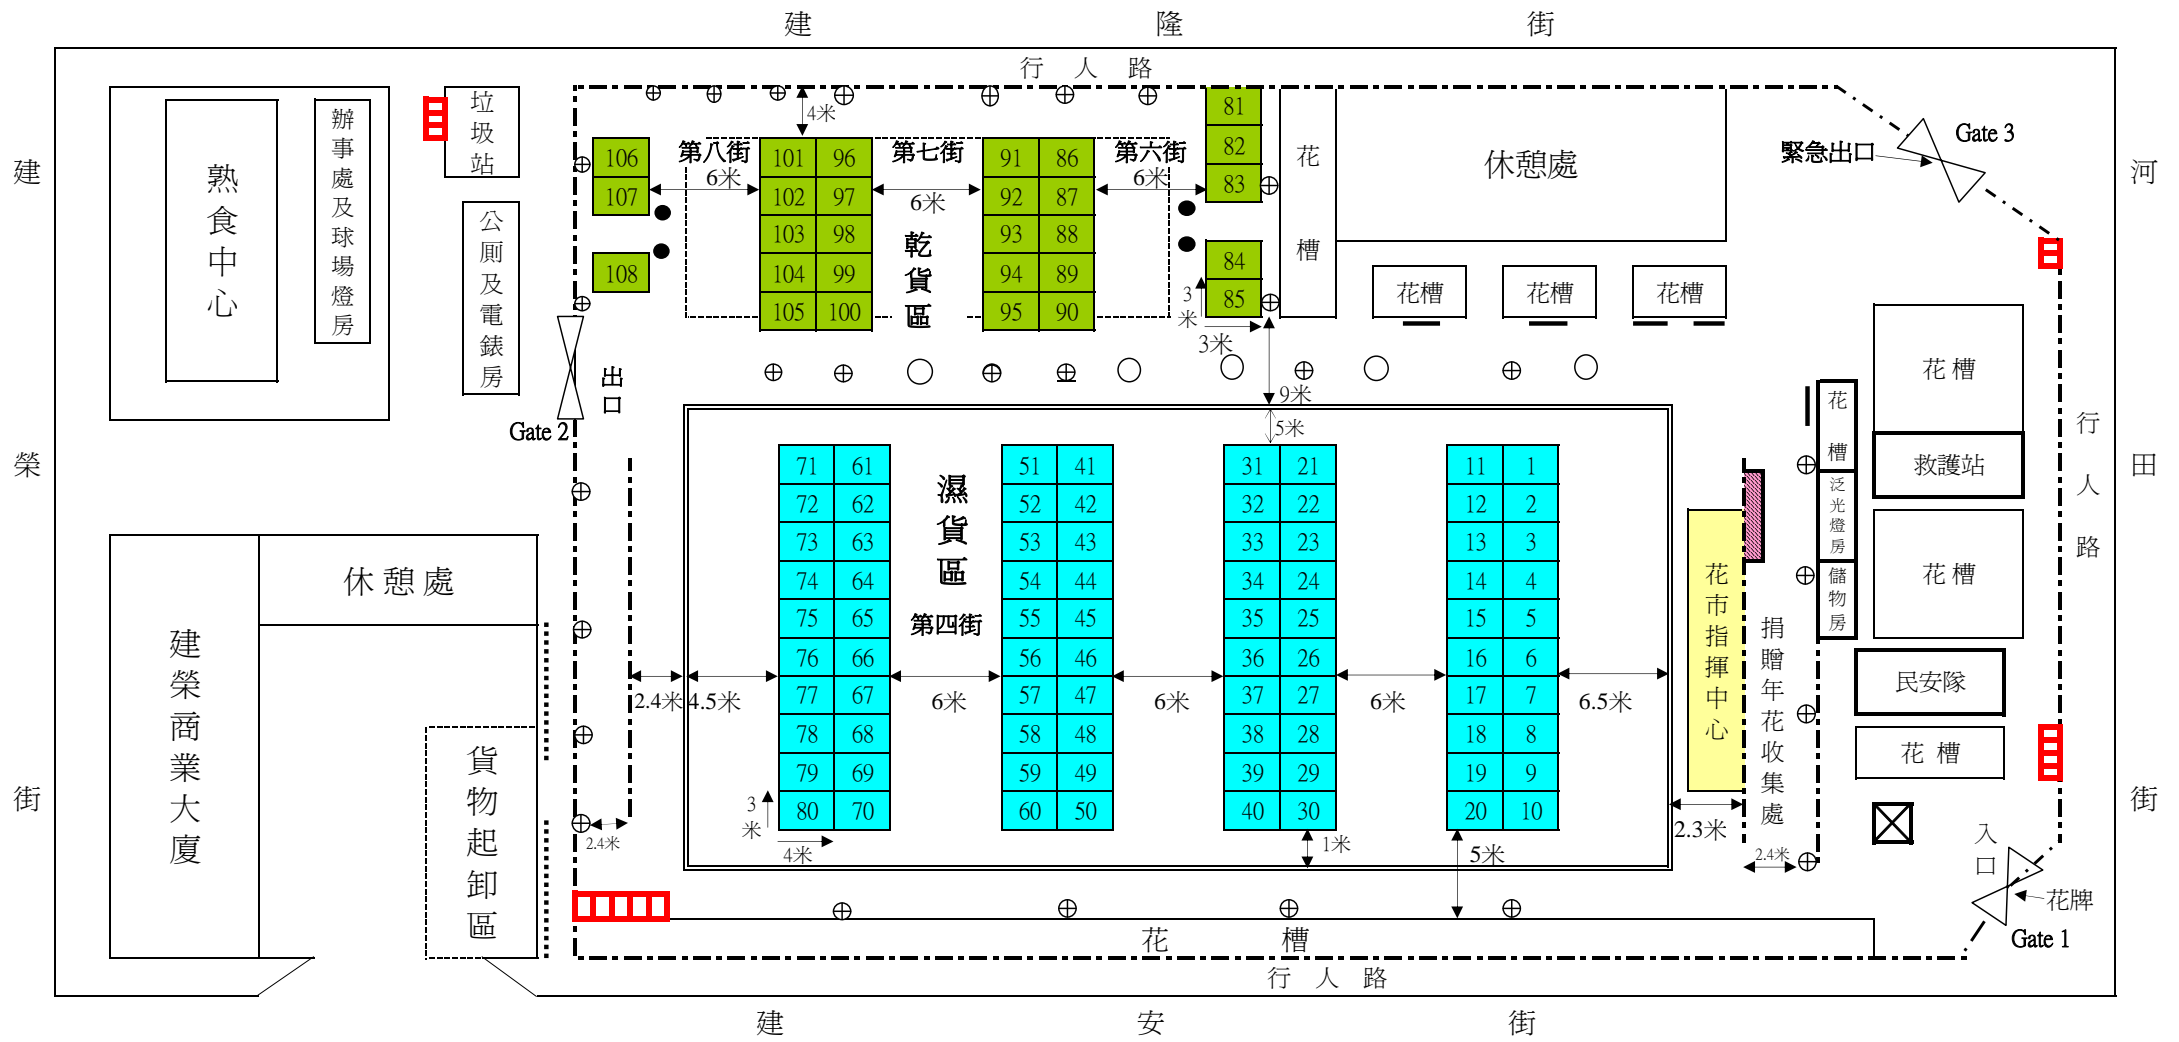 建 隆 街
行 人 路
建 榮 街
河 田 街
建 安 街
行 人 路
行 人 路
熟食中心
辦事處及球場燈房
垃圾站
公廁及電錶房
Gate 2
出口
休憩處
建榮商業大廈
貨物起卸區
4米
106
107
108
第八街
6米
101 96
102 97
103 98
104 99
105 100
第七街
6米
乾貨區
91 86
92 87
93 88
94 89
95 90
第六街
6米
81
82
83
84
85
3米
3米
花槽
休憩處
花槽
花槽
花槽
緊急出口
Gate 3
9米
5米
71 61
72 62
73 63
74 64
75 65
76 66
77 67
78 68
79 69
80 70
濕貨區
第四街
51 41
52 42
53 43
54 44
55 45
56 46
57 47
58 48
59 49
60 50
31 21
32 22
33 23
34 24
35 25
36 26
37 27
38 28
39 29
40 30
11 1
12 2
13 3
14 4
15 5
16 6
17 7
18 8
19 9
20 10
2.4米
4.5米
6米
6米
6米
6.5米
3米
4米
2.4米
1米
5米
2.3米
2.4米
花市指揮中心
捐贈年花收集處
花槽
泛光燈房
儲物房
花槽
救護站
花槽
民安隊
花槽
入口
花牌
Gate 1
花槽